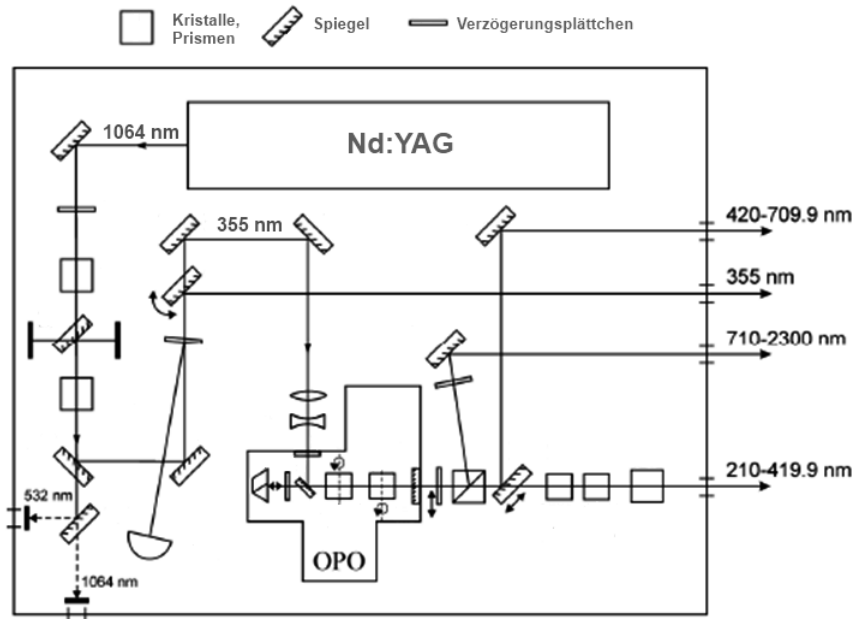 Kristalle,
Prismen
Spiegel
Verzögerungsplättchen
1064 nm
Nd:YAG
355 nm
420-709.9 nm
355 nm
710-2300 nm
210-419.9 nm
532 nm
OPO
1064 nm